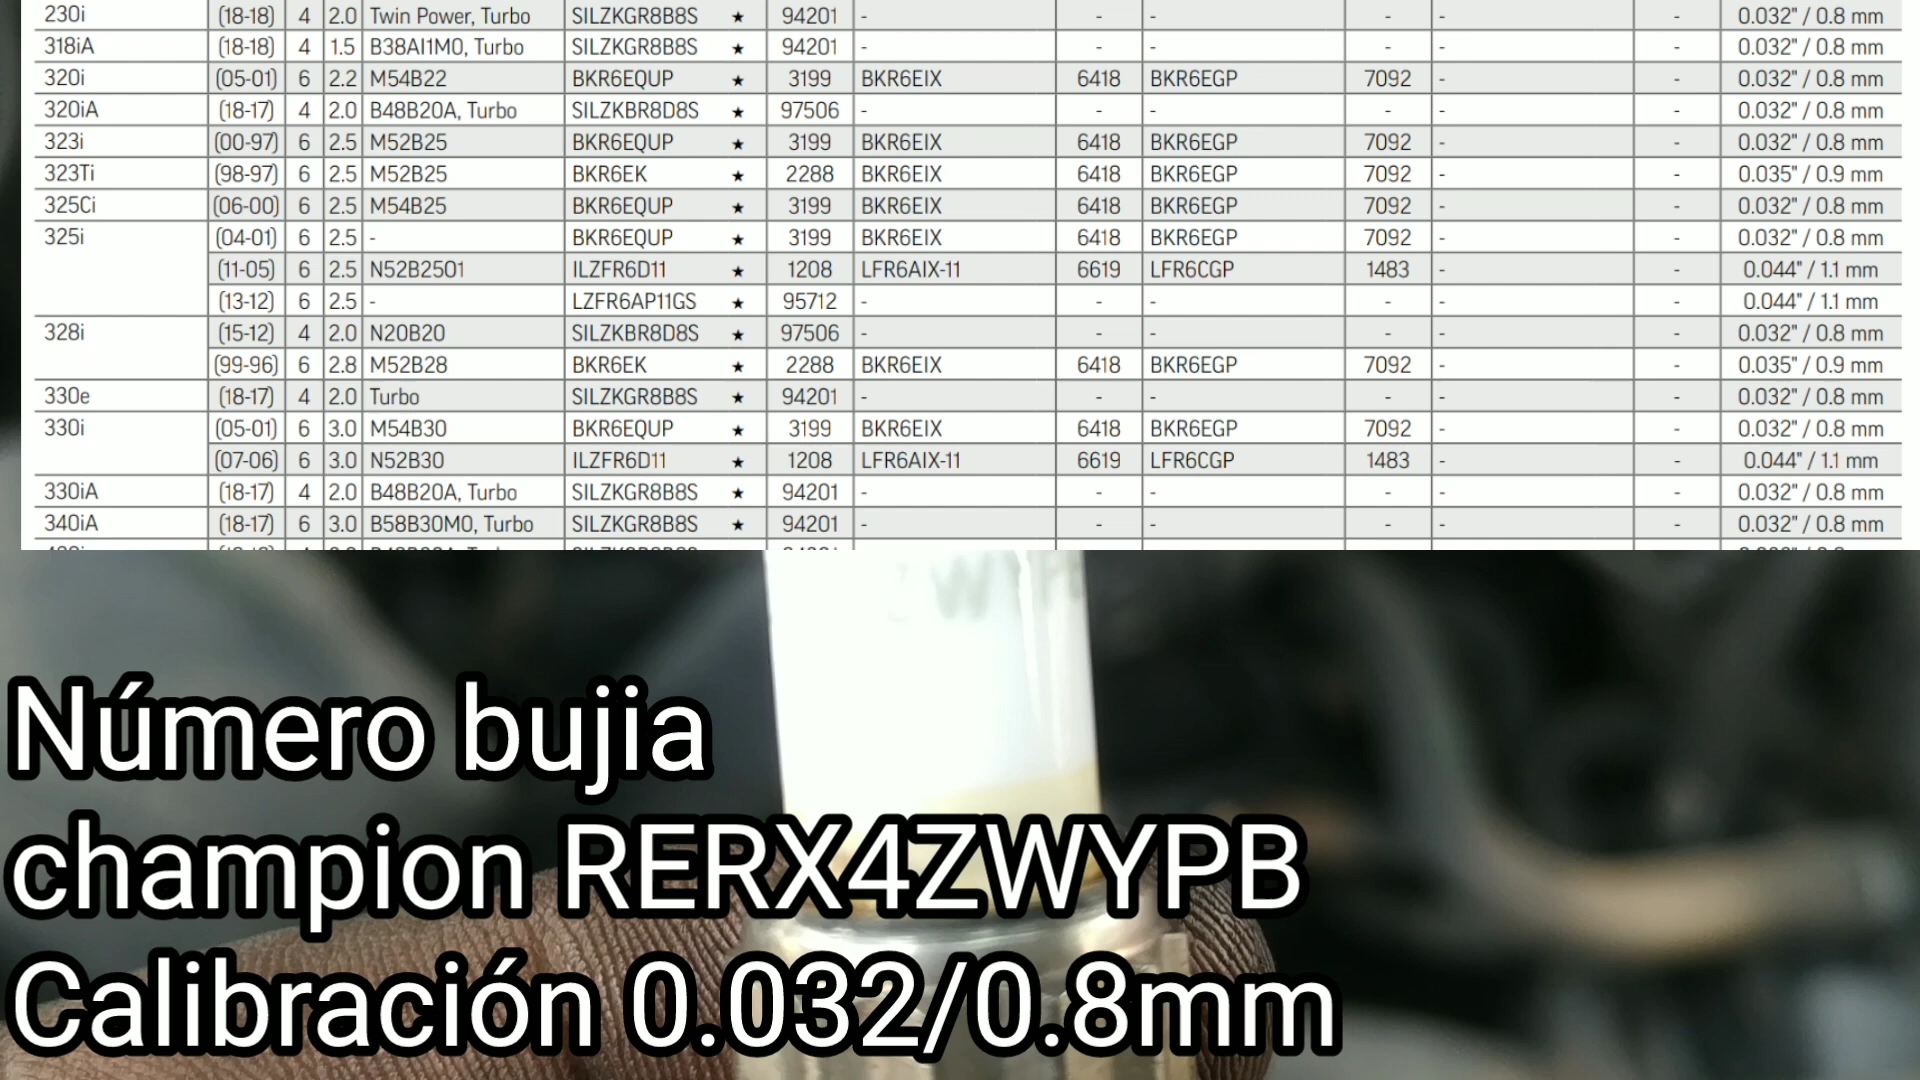 230i (18-18) 4 2.0 Twin Power, Turbo SILZKGR8B8S ★ 94201 - - - - - - 0.032" / 0.8 mm
318iA (18-18) 4 1.5 B38AI1M0, Turbo SILZKGR8B8S ★ 94201 - - - - - - 0.032" / 0.8 mm
320i (05-01) 6 2.2 M54B22 BKR6EQUP ★ 3199 BKR6EIX 6418 BKR6EGP 7092 - - 0.032" / 0.8 mm
320iA (18-17) 4 2.0 B48B20A, Turbo SILZKBR8D8S ★ 97506 - - - - - - 0.032" / 0.8 mm
323i (00-97) 6 2.5 M52B25 BKR6EQUP ★ 3199 BKR6EIX 6418 BKR6EGP 7092 - - 0.032" / 0.8 mm
323Ti (98-97) 6 2.5 M52B25 BKR6EK ★ 2288 BKR6EIX 6418 BKR6EGP 7092 - - 0.035" / 0.9 mm
325Ci (06-00) 6 2.5 M54B25 BKR6EQUP ★ 3199 BKR6EIX 6418 BKR6EGP 7092 - - 0.032" / 0.8 mm
325i (04-01) 6 2.5 - BKR6EQUP ★ 3199 BKR6EIX 6418 BKR6EGP 7092 - - 0.032" / 0.8 mm
(11-05) 6 2.5 N52B2501 ILZFR6D11 ★ 1208 LFR6AIX-11 6619 LFR6CGP 1483 - - 0.044" / 1.1 mm
(13-12) 6 2.5 - LZFR6AP11GS ★ 95712 - - - - - - 0.044" / 1.1 mm
328i (15-12) 4 2.0 N20B20 SILZKBR8D8S ★ 97506 - - - - - - 0.032" / 0.8 mm
(99-96) 6 2.8 M52B28 BKR6EK ★ 2288 BKR6EIX 6418 BKR6EGP 7092 - - 0.035" / 0.9 mm
330e (18-17) 4 2.0 Turbo SILZKGR8B8S ★ 94201 - - - - - - 0.032" / 0.8 mm
330i (05-01) 6 3.0 M54B30 BKR6EQUP ★ 3199 BKR6EIX 6418 BKR6EGP 7092 - - 0.032" / 0.8 mm
(07-06) 6 3.0 N52B30 ILZFR6D11 ★ 1208 LFR6AIX-11 6619 LFR6CGP 1483 - - 0.044" / 1.1 mm
330iA (18-17) 4 2.0 B48B20A, Turbo SILZKGR8B8S ★ 94201 - - - - - - 0.032" / 0.8 mm
340iA (18-17) 6 3.0 B58B30M0, Turbo SILZKGR8B8S ★ 94201 - - - - - - 0.032" / 0.8 mm
Número bujia
champion RERX4ZWYPB
Calibración 0.032/0.8mm